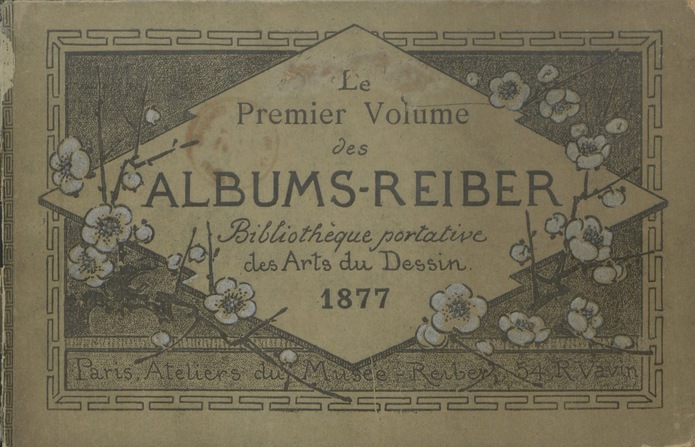 Le
Premier Volume
des
ALBUMS-REIBER
Bibliothèque portative
des Arts du Dessin.
1877
Paris, Ateliers du Musée-Reiber, 54, R. Vavin